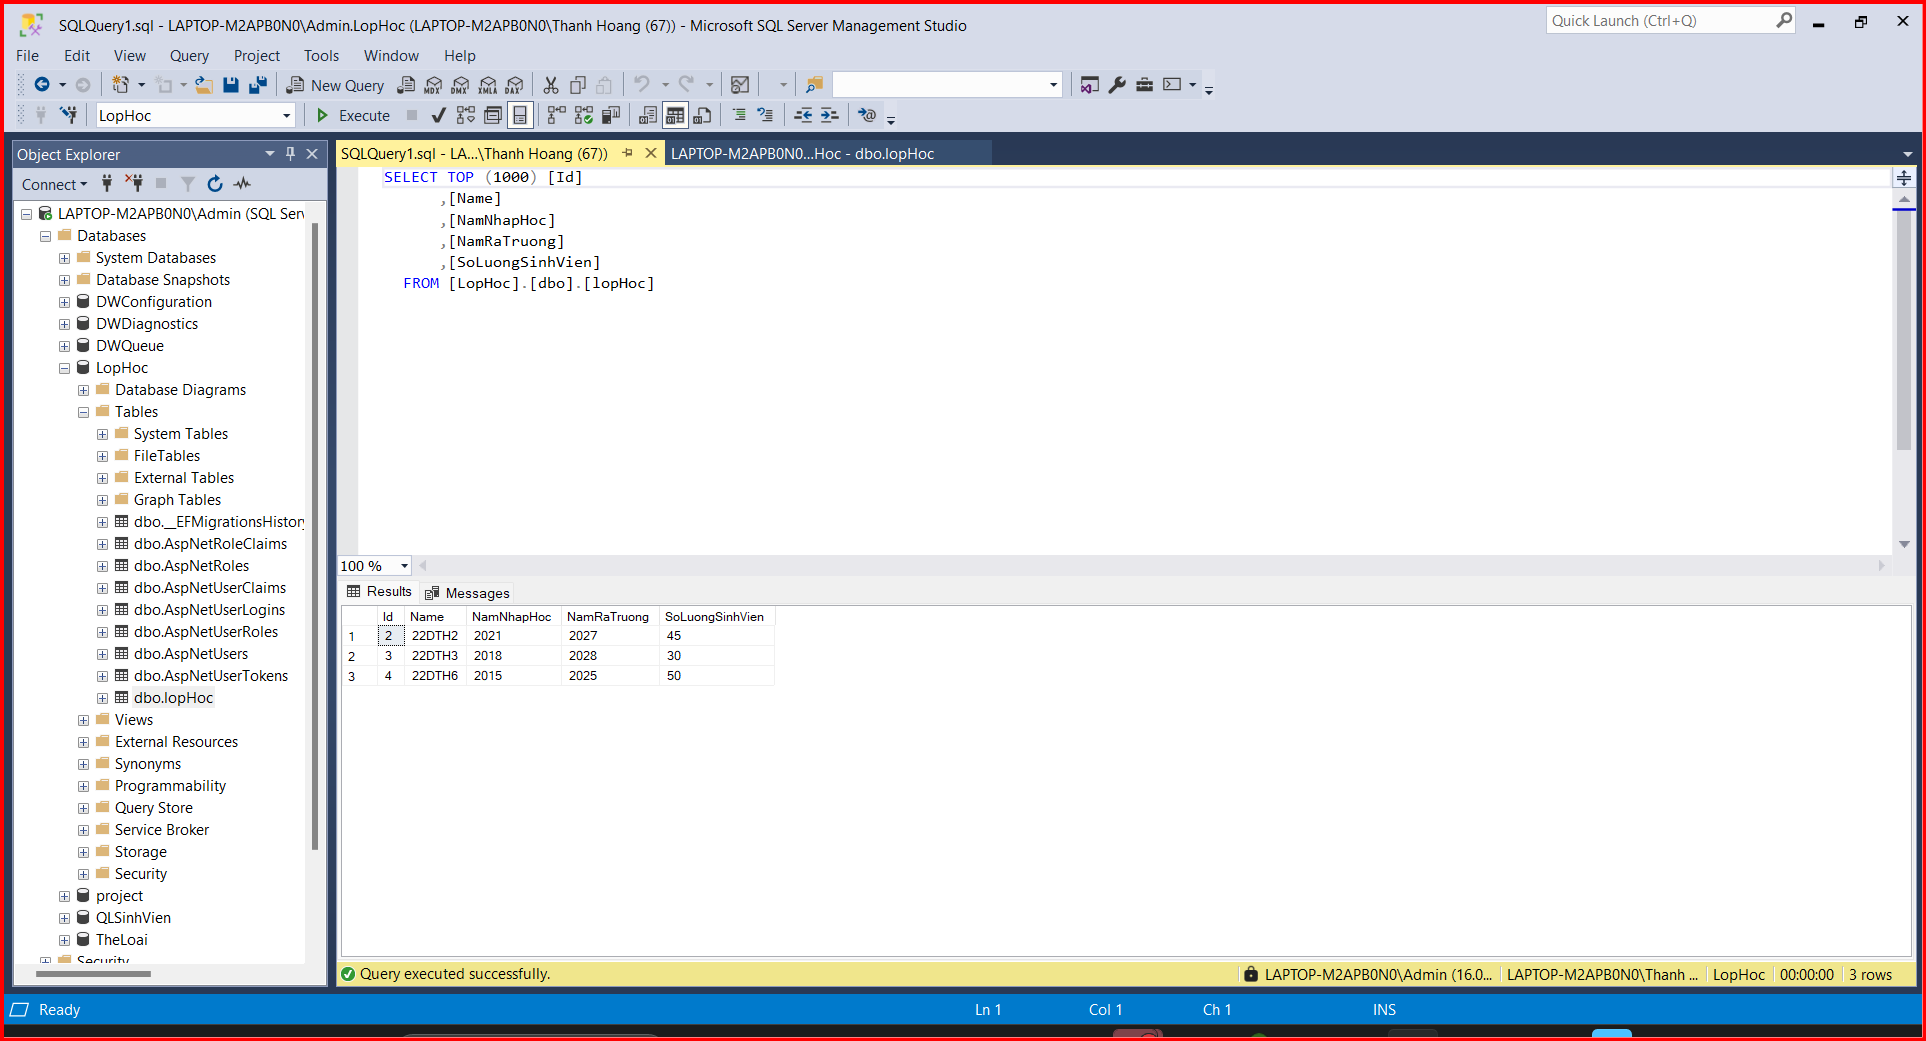 SQLQuery1.sql - LAPTOP-M2APB0N0\Admin.LopHoc (LAPTOP-M2APB0N0\Thanh Hoang (67)) - Microsoft SQL Server Management Studio
Quick Launch (Ctrl+Q)
File Edit View Query Project Tools Window Help
New Query
MDX DMX XMLA DAX
LopHoc
Execute
Object Explorer
SQLQuery1.sql - LA...\Thanh Hoang (67))
LAPTOP-M2APB0N0...Hoc - dbo.lopHoc
Connect
LAPTOP-M2APB0N0\Admin (SQL Ser
Databases
System Databases
Database Snapshots
DWConfiguration
DWDiagnostics
DWQueue
LopHoc
Database Diagrams
Tables
System Tables
FileTables
External Tables
Graph Tables
dbo.__EFMigrationsHistory
dbo.AspNetRoleClaims
dbo.AspNetRoles
dbo.AspNetUserClaims
dbo.AspNetUserLogins
dbo.AspNetUserRoles
dbo.AspNetUsers
dbo.AspNetUserTokens
dbo.lopHoc
Views
External Resources
Synonyms
Programmability
Query Store
Service Broker
Storage
Security
project
QLSinhVien
TheLoai
Security
SELECT TOP (1000) [Id]
,[Name]
,[NamNhapHoc]
,[NamRaTruong]
,[SoLuongSinhVien]
FROM [LopHoc].[dbo].[lopHoc]
100 %
Results Messages
Id Name NamNhapHoc NamRaTruong SoLuongSinhVien
1 2 22DTH2 2021 2027 45
2 3 22DTH3 2018 2028 30
3 4 22DTH6 2015 2025 50
Query executed successfully.
LAPTOP-M2APB0N0\Admin (16.0... LAPTOP-M2APB0N0\Thanh ... LopHoc 00:00:00 3 rows
Ready
Ln 1 Col 1 Ch 1 INS